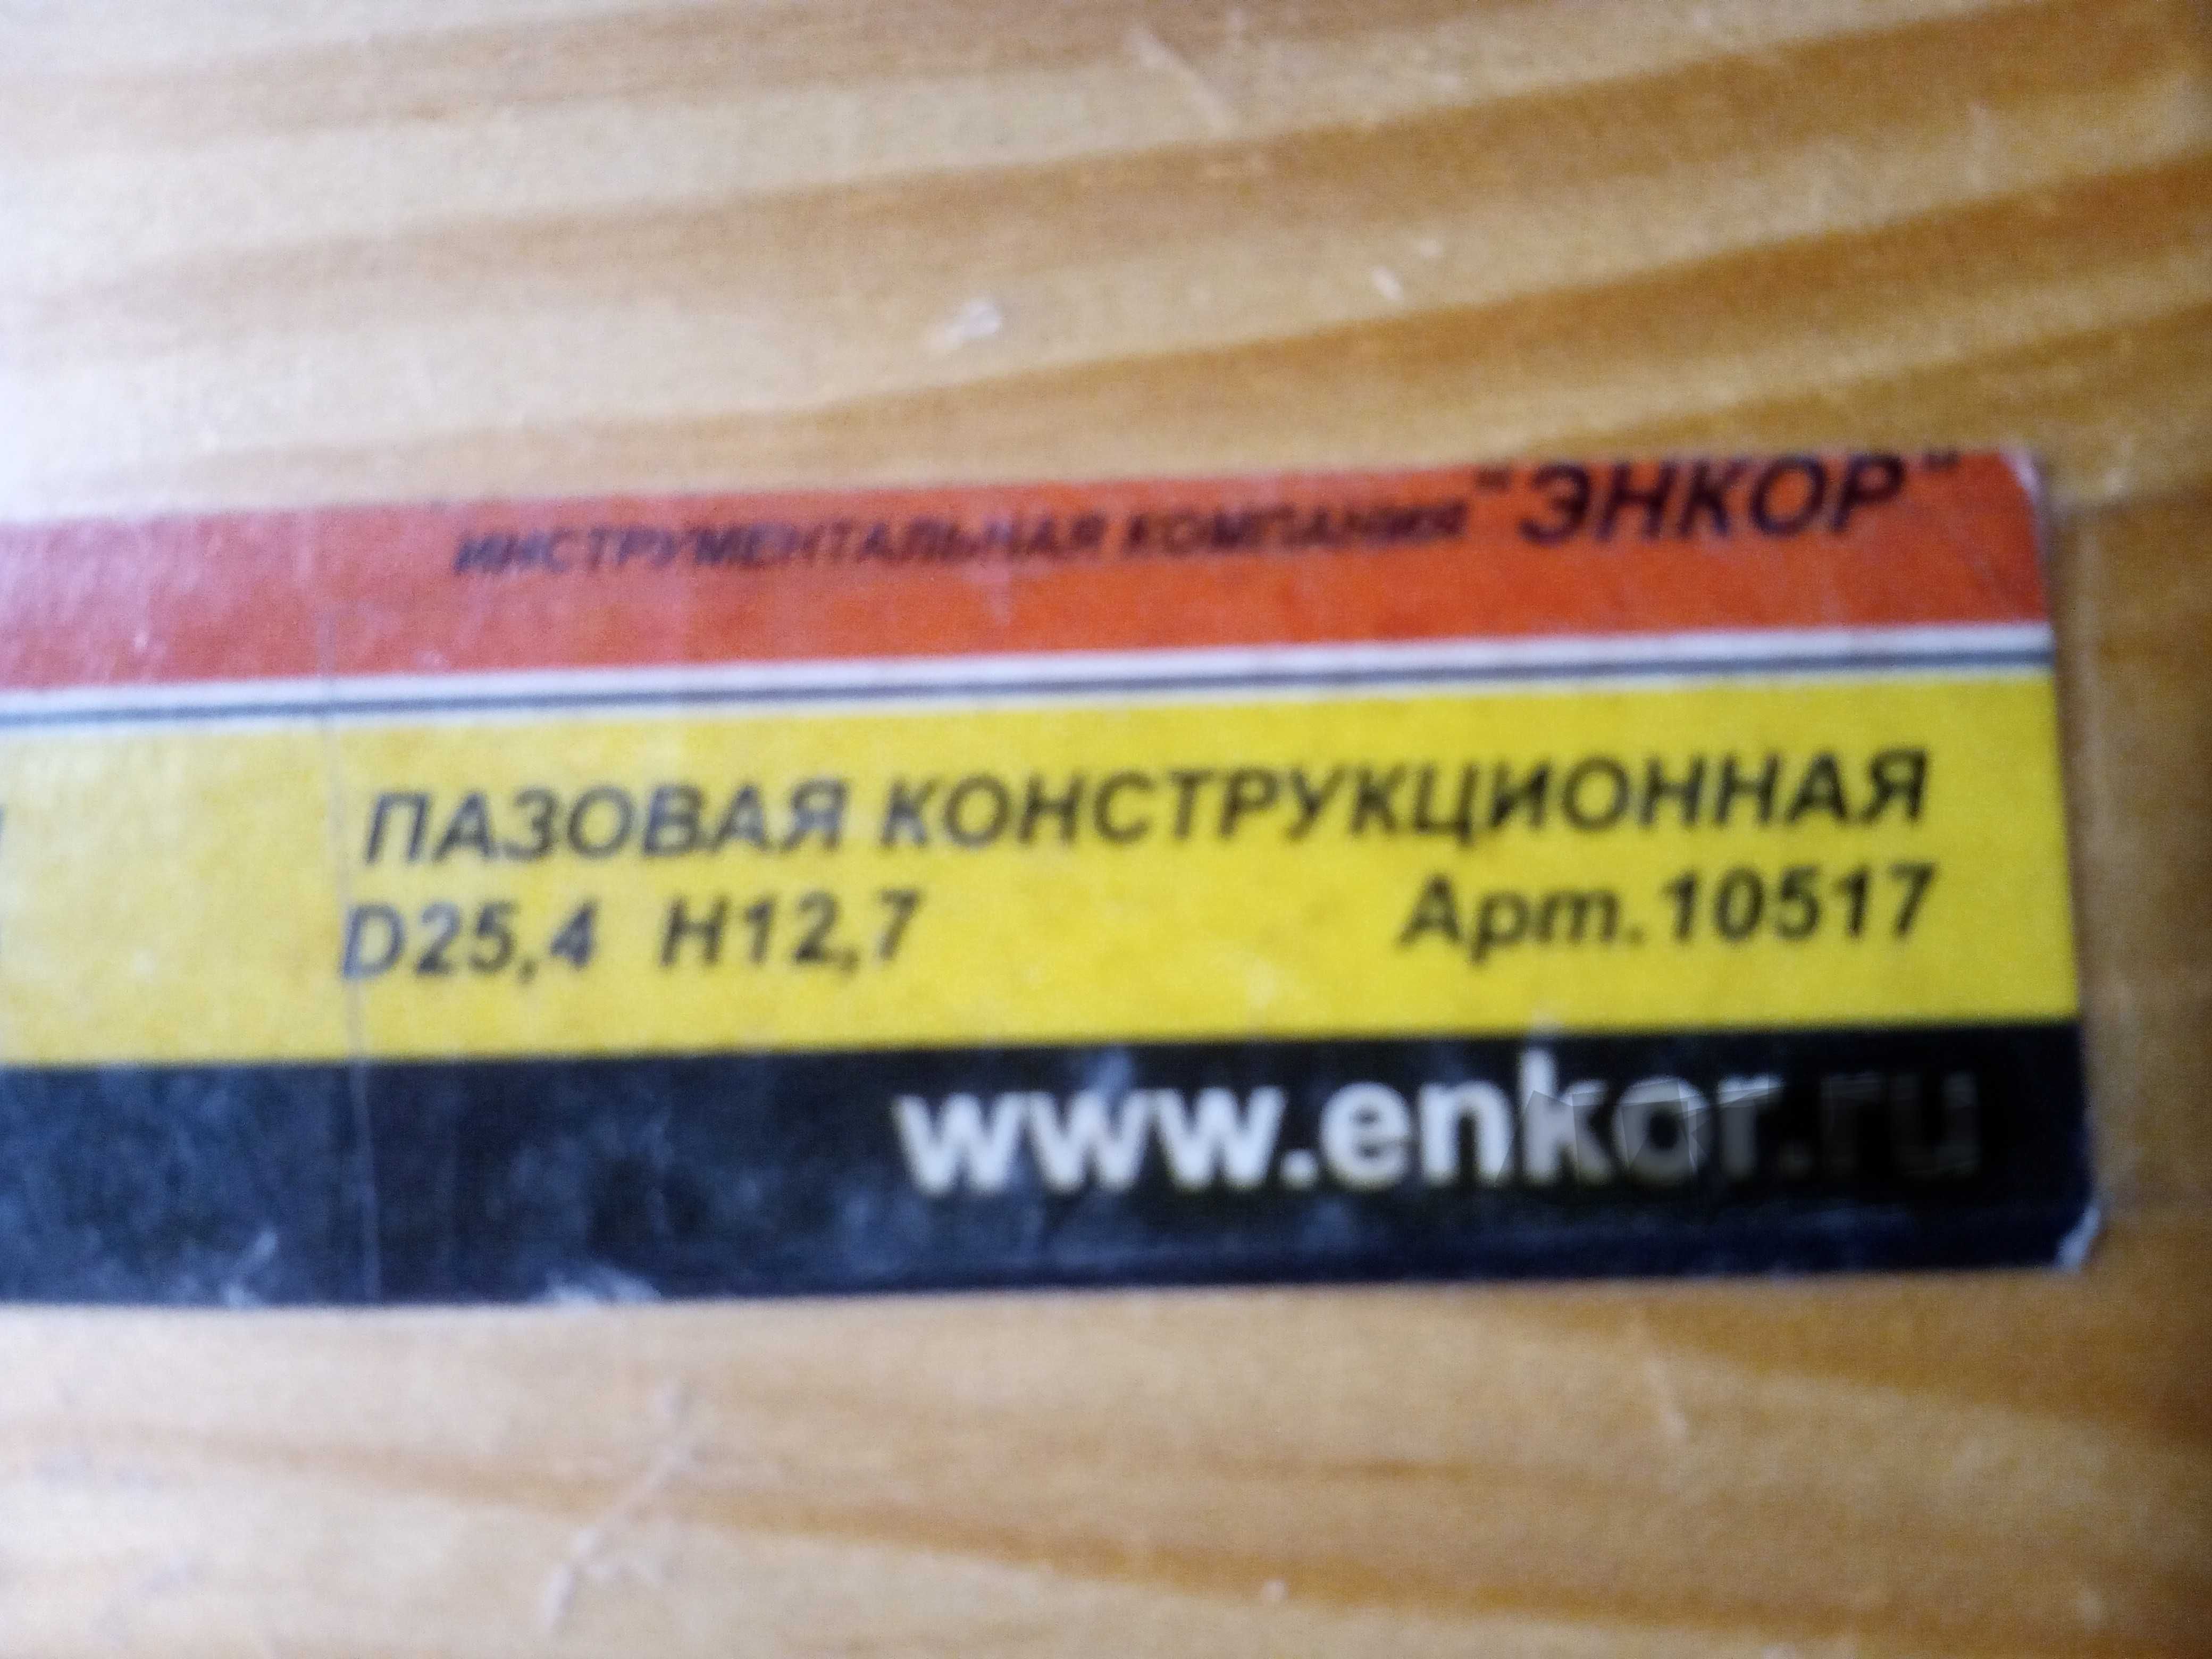 ИНСТРУМЕНТАЛЬНАЯ КОМПАНИЯ "ЭНКОР"
ПАЗОВАЯ КОНСТРУКЦИОННАЯ
D25,4 H12,7 Арт.10517
www.enkor.ru